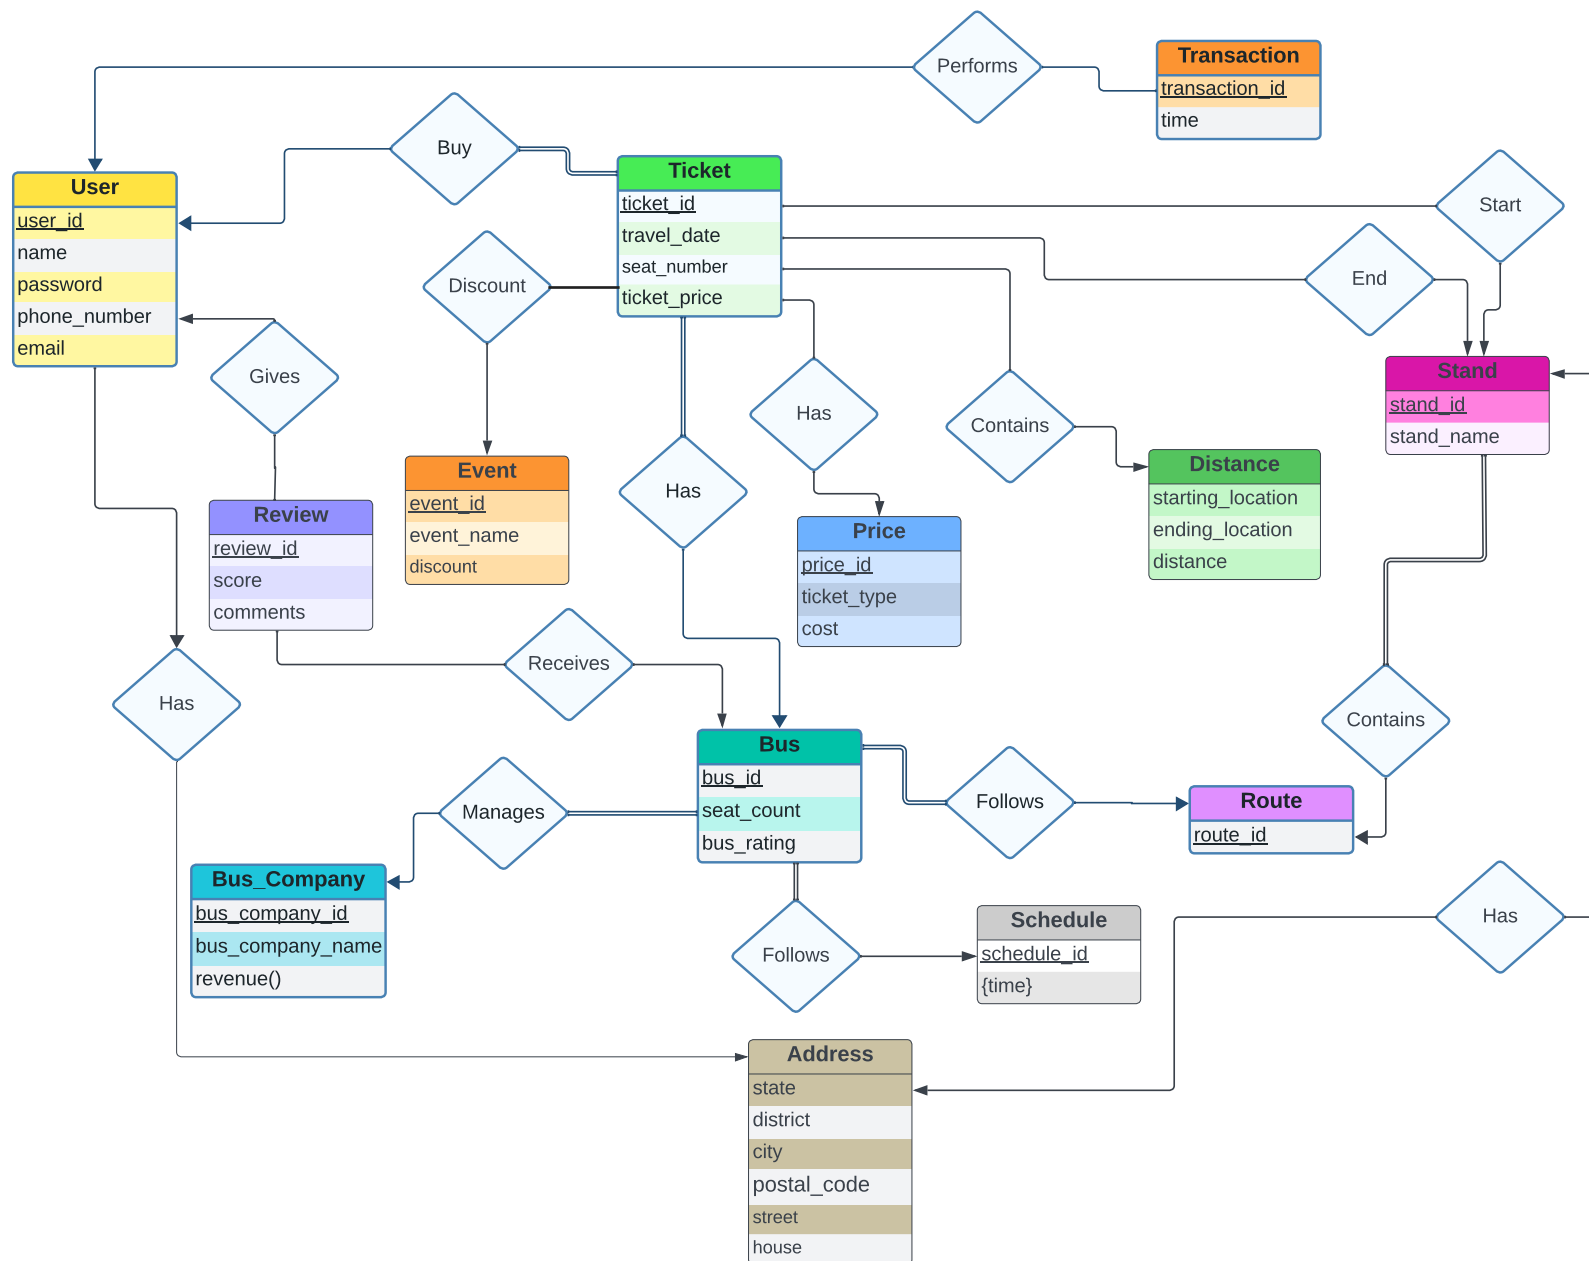 Performs
Transaction
transaction_id
time
Buy
Ticket
ticket_id
travel_date
seat_number
ticket_price
User
user_id
name
password
phone_number
email
Start
End
Discount
Gives
Has
Contains
Stand
stand_id
stand_name
Event
event_id
event_name
discount
Has
Distance
starting_location
ending_location
distance
Review
review_id
score
comments
Price
price_id
ticket_type
cost
Receives
Has
Contains
Bus
bus_id
seat_count
bus_rating
Manages
Follows
Route
route_id
Bus_Company
bus_company_id
bus_company_name
revenue()
Follows
Schedule
schedule_id
{time}
Has
Address
state
district
city
postal_code
street
house